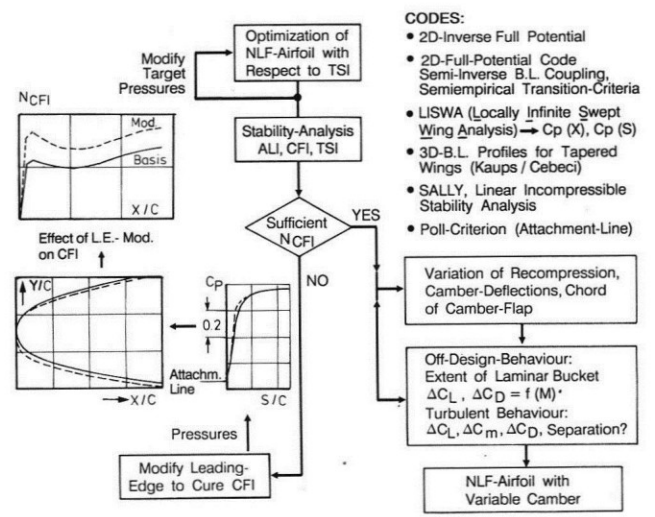 Optimization of
NLF-Airfoil with
Respect to TSI
Modify
Target
Pressures
Stability-Analysis
ALI, CFI, TSI
Sufficient
NCFI
YES
NO
NCFI
Mod.
Basis
X/C
Effect of L.E.- Mod.
on CFI
Y/C
X/C
CP
0.2
Attachm.
Line
S/C
Pressures
Modify Leading-
Edge to Cure CFI
CODES:
• 2D-Inverse Full Potential
• 2D-Full-Potential Code
Semi-Inverse B.L. Coupling,
Semiempirical Transition-Criteria
• LISWA (Locally Infinite Swept
Wing Analysis) → Cp (X), Cp (S)
• 3D-B.L. Profiles for Tapered
Wings (Kaups / Cebeci)
• SALLY, Linear Incompressible
Stability Analysis
• Poll-Criterion (Attachment-Line)
Variation of Recompression,
Camber-Deflections, Chord
of Camber-Flap
Off-Design-Behaviour:
Extent of Laminar Bucket
ΔCL , ΔCD = f (M)
Turbulent Behaviour:
ΔCL, ΔCm, ΔCD, Separation?
NLF-Airfoil with
Variable Camber